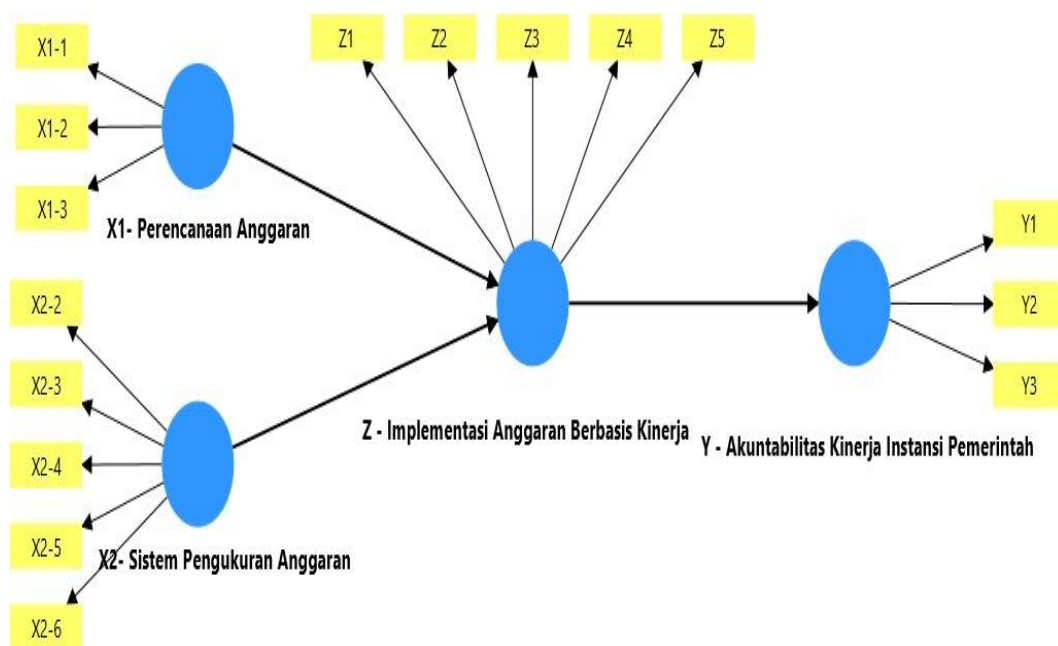 Z1
Z2
Z3
Z4
Z5
X1-1
X1-2
X1-3
X1- Perencanaan Anggaran
X2-2
X2-3
X2-4
X2-5
X2-6
X2- Sistem Pengukuran Anggaran
Z - Implementasi Anggaran Berbasis Kinerja
Y1
Y2
Y3
Y - Akuntabilitas Kinerja Instansi Pemerintah